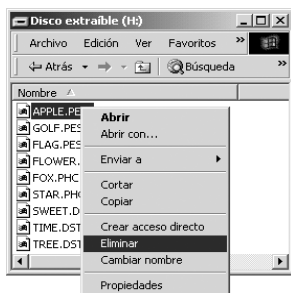 Disco extraíble (H:)
Archivo Edición Ver Favoritos »
Atrás Búsqueda »
Nombre
APPLE.PE
Abrir
GOLF.PES
Abrir con...
FLAG.PES
FLOWER.
Enviar a
FOX.PHC
Cortar
STAR.PH
Copiar
SWEET.D
TIME.DST
Crear acceso directo
TREE.DST
Eliminar
Cambiar nombre
Propiedades